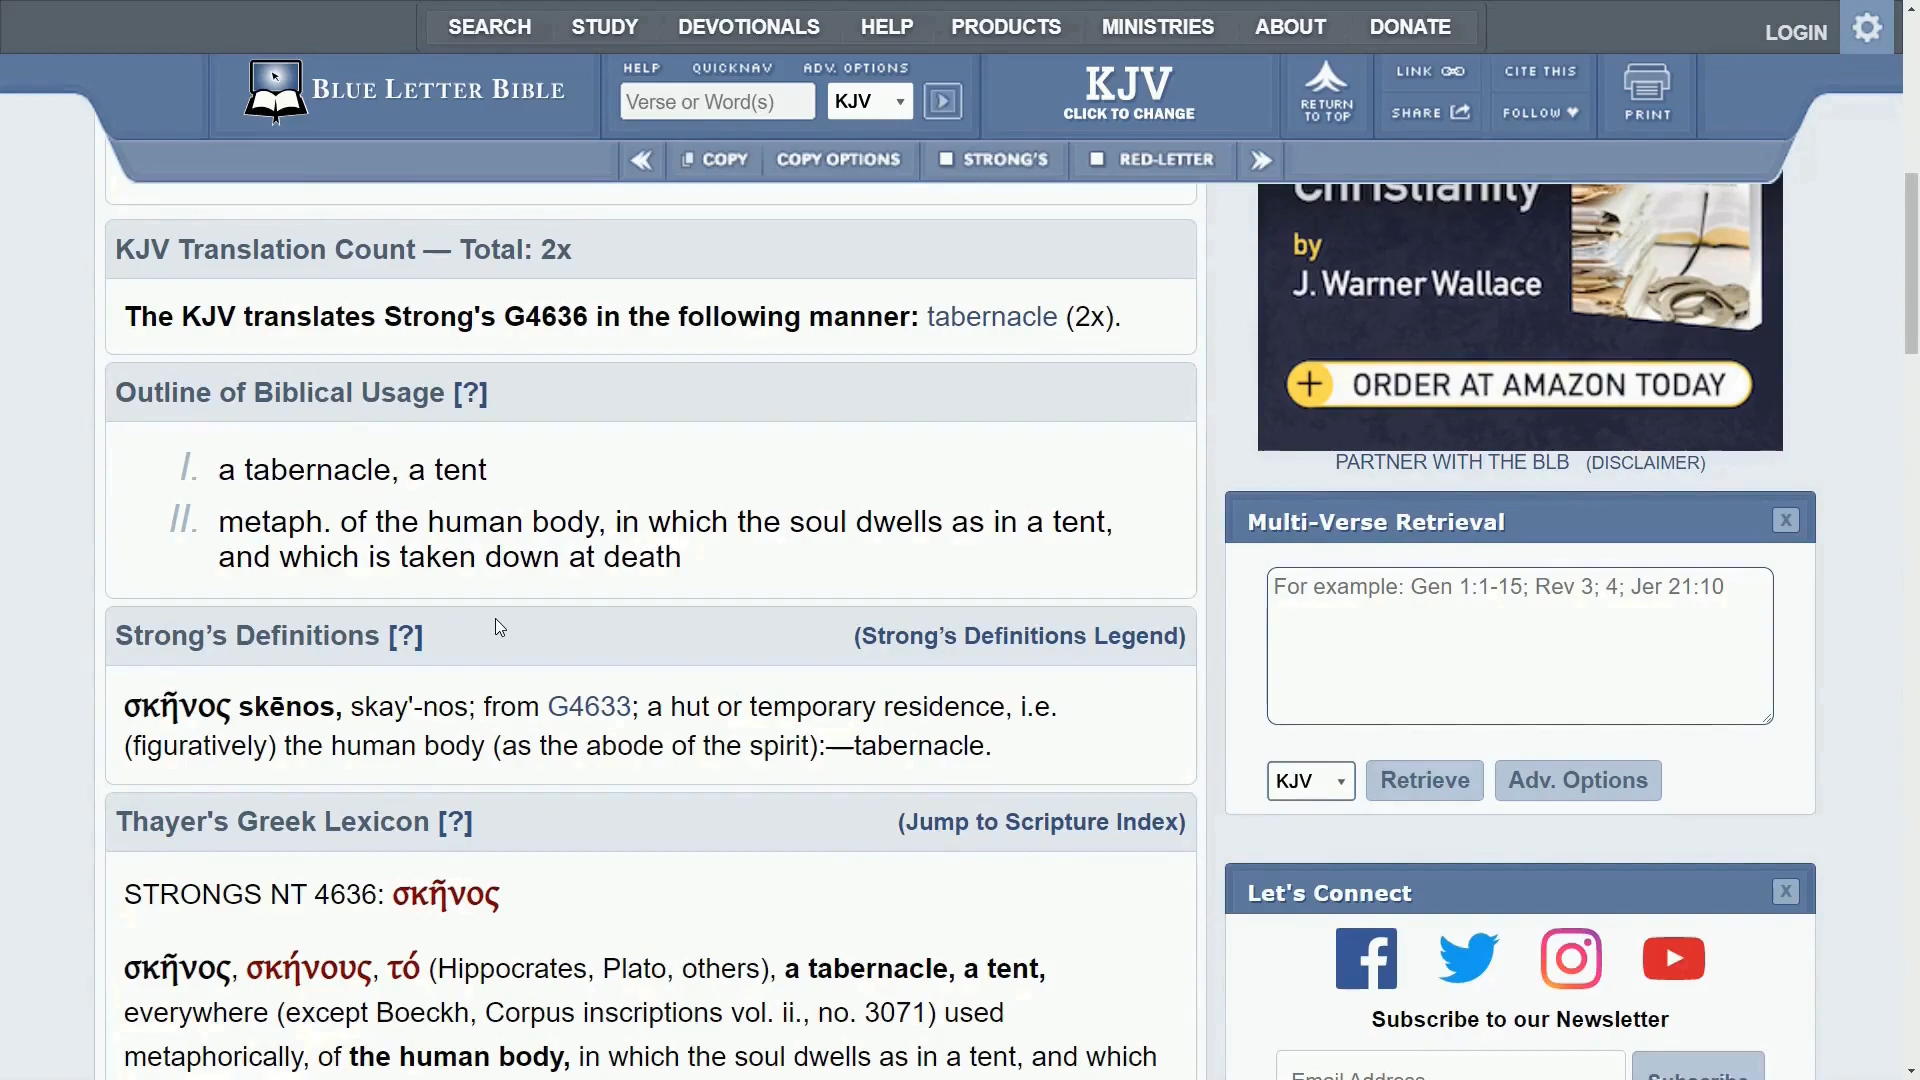 SEARCH STUDY DEVOTIONALS HELP PRODUCTS MINISTRIES ABOUT DONATE
LOGIN
BLUE LETTER BIBLE
HELP QUICKNAV ADV. OPTIONS
Verse or Word(s) KJV
KJV
CLICK TO CHANGE
RETURN
TO TOP
LINK CITE THIS
SHARE FOLLOW
PRINT
COPY COPY OPTIONS STRONG'S RED-LETTER
KJV Translation Count — Total: 2x
The KJV translates Strong's G4636 in the following manner: tabernacle (2x).
Outline of Biblical Usage [?]
I. a tabernacle, a tent
II. metaph. of the human body, in which the soul dwells as in a tent,
and which is taken down at death
Strong’s Definitions [?] (Strong’s Definitions Legend)
σκῆνος skēnos, skay'-nos; from G4633; a hut or temporary residence, i.e.
(figuratively) the human body (as the abode of the spirit):—tabernacle.
Thayer's Greek Lexicon [?] (Jump to Scripture Index)
STRONGS NT 4636: σκῆνος
σκῆνος, σκήνους, τό (Hippocrates, Plato, others), a tabernacle, a tent,
everywhere (except Boeckh, Corpus inscriptions vol. ii., no. 3071) used
metaphorically, of the human body, in which the soul dwells as in a tent, and which
Christianity
by
J. Warner Wallace
+ ORDER AT AMAZON TODAY
PARTNER WITH THE BLB (DISCLAIMER)
Multi-Verse Retrieval X
For example: Gen 1:1-15; Rev 3; 4; Jer 21:10
KJV Retrieve Adv. Options
Let's Connect X
Subscribe to our Newsletter
Email Address Subscribe